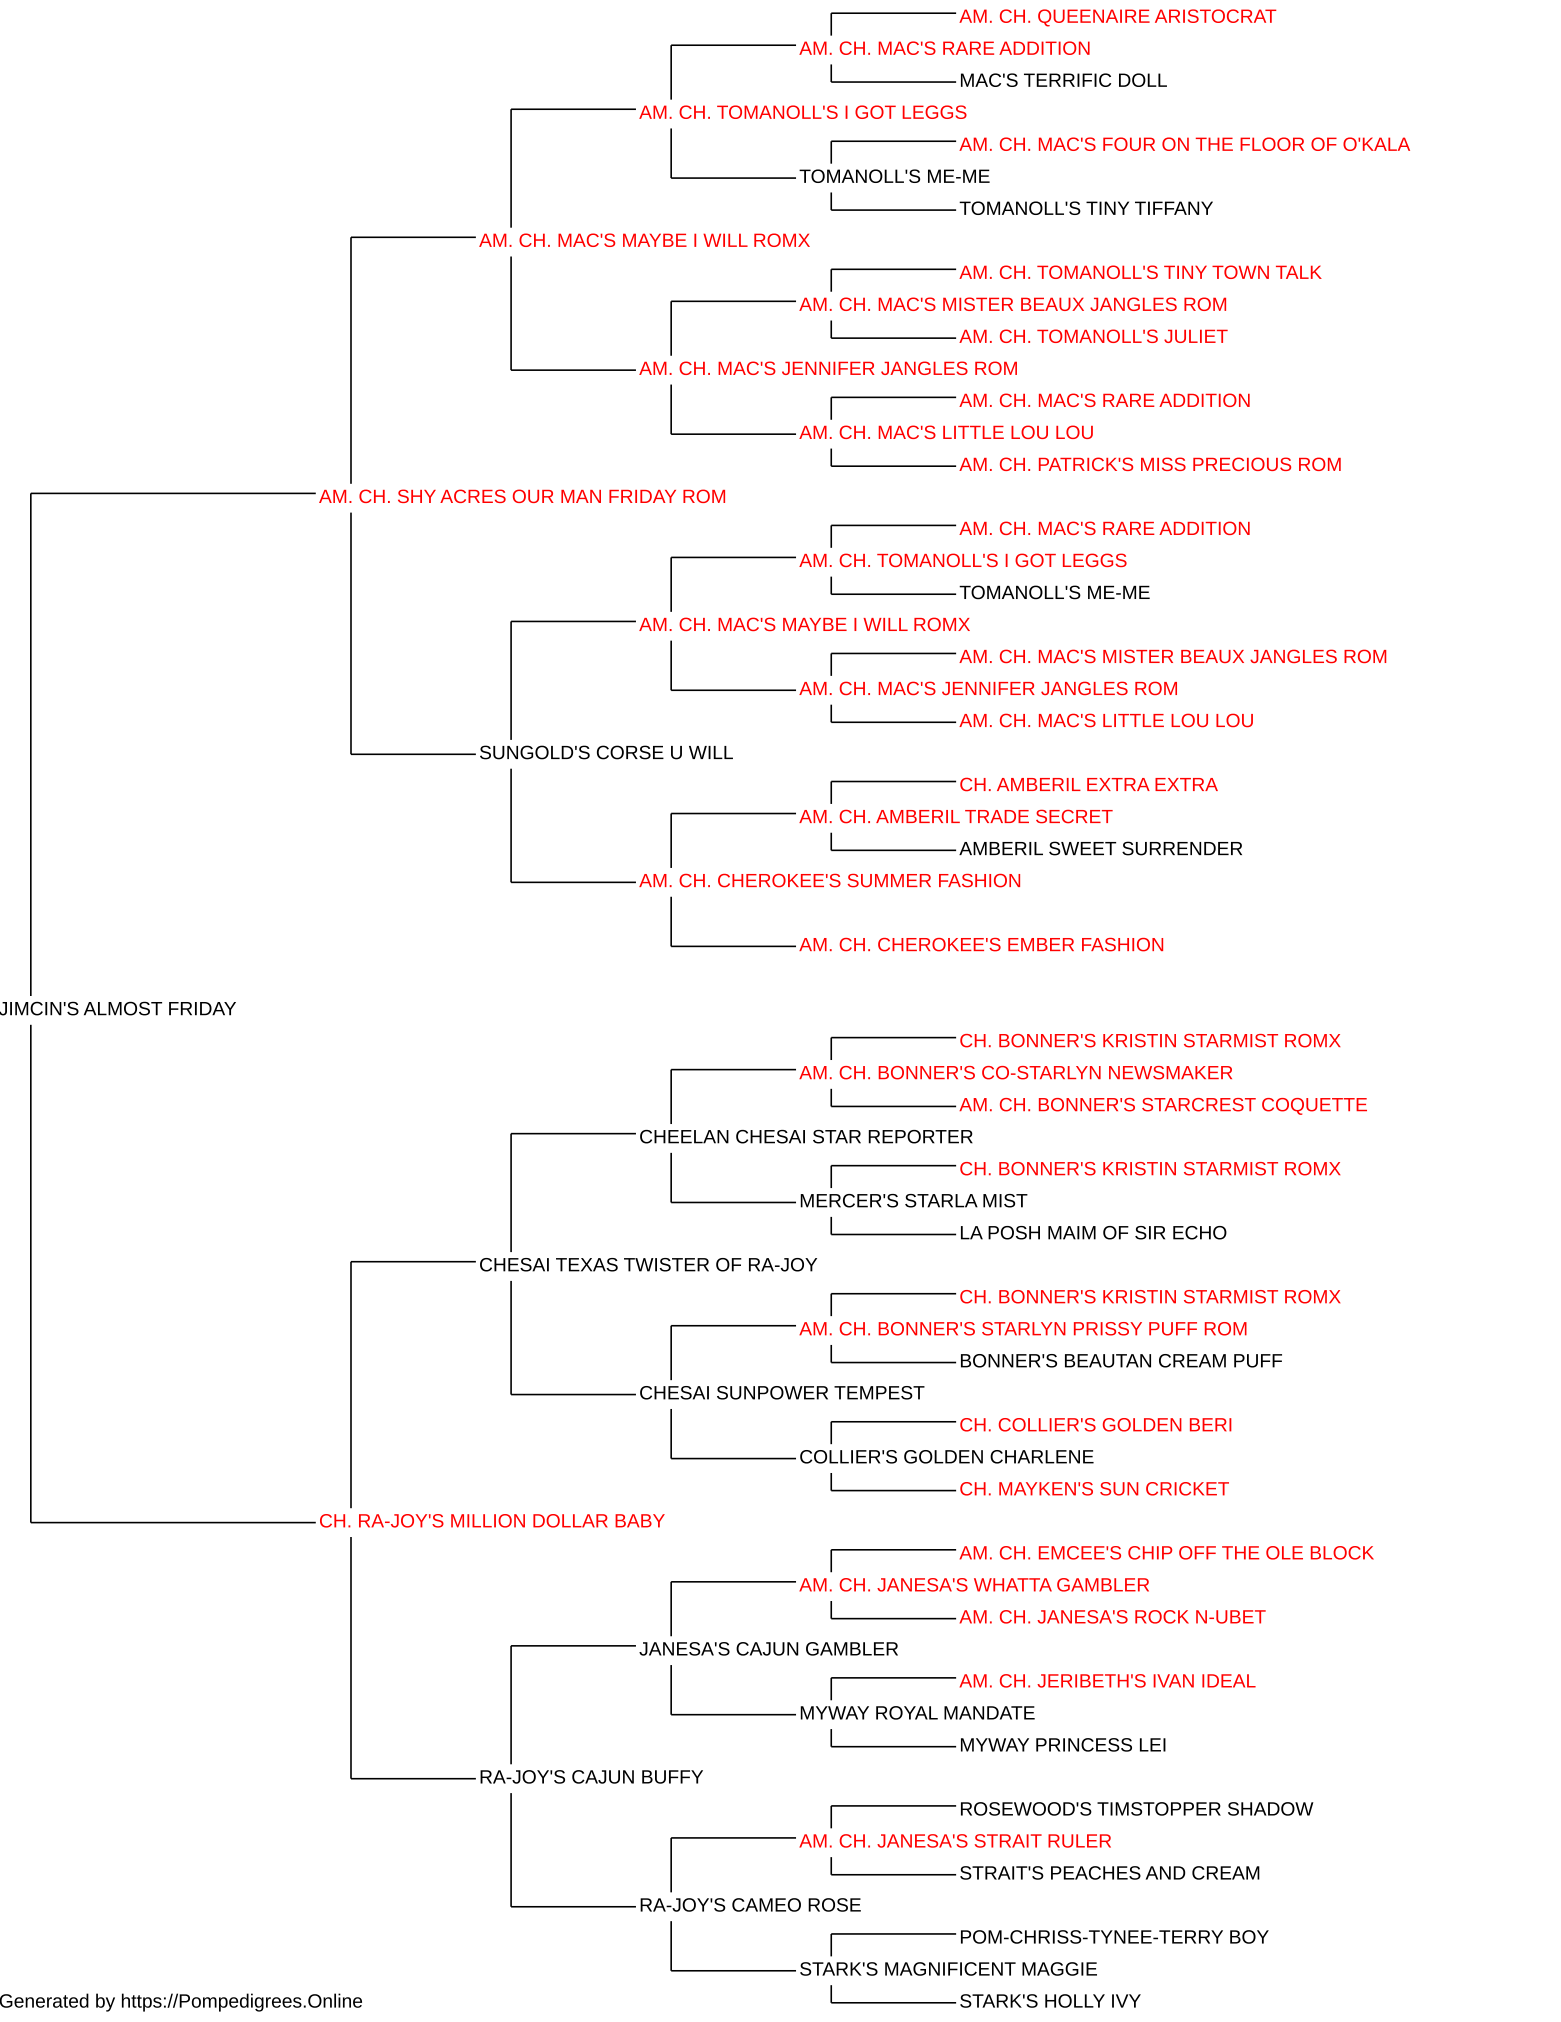 AM. CH. QUEENAIRE ARISTOCRAT
AM. CH. MAC'S RARE ADDITION
MAC'S TERRIFIC DOLL
AM. CH. TOMANOLL'S I GOT LEGGS
AM. CH. MAC'S FOUR ON THE FLOOR OF O'KALA
TOMANOLL'S ME-ME
TOMANOLL'S TINY TIFFANY
AM. CH. MAC'S MAYBE I WILL ROMX
AM. CH. TOMANOLL'S TINY TOWN TALK
AM. CH. MAC'S MISTER BEAUX JANGLES ROM
AM. CH. TOMANOLL'S JULIET
AM. CH. MAC'S JENNIFER JANGLES ROM
AM. CH. MAC'S RARE ADDITION
AM. CH. MAC'S LITTLE LOU LOU
AM. CH. PATRICK'S MISS PRECIOUS ROM
AM. CH. SHY ACRES OUR MAN FRIDAY ROM
AM. CH. MAC'S RARE ADDITION
AM. CH. TOMANOLL'S I GOT LEGGS
TOMANOLL'S ME-ME
AM. CH. MAC'S MAYBE I WILL ROMX
AM. CH. MAC'S MISTER BEAUX JANGLES ROM
AM. CH. MAC'S JENNIFER JANGLES ROM
AM. CH. MAC'S LITTLE LOU LOU
SUNGOLD'S CORSE U WILL
CH. AMBERIL EXTRA EXTRA
AM. CH. AMBERIL TRADE SECRET
AMBERIL SWEET SURRENDER
AM. CH. CHEROKEE'S SUMMER FASHION
AM. CH. CHEROKEE'S EMBER FASHION
JIMCIN'S ALMOST FRIDAY
CH. BONNER'S KRISTIN STARMIST ROMX
AM. CH. BONNER'S CO-STARLYN NEWSMAKER
AM. CH. BONNER'S STARCREST COQUETTE
CHEELAN CHESAI STAR REPORTER
CH. BONNER'S KRISTIN STARMIST ROMX
MERCER'S STARLA MIST
LA POSH MAIM OF SIR ECHO
CHESAI TEXAS TWISTER OF RA-JOY
CH. BONNER'S KRISTIN STARMIST ROMX
AM. CH. BONNER'S STARLYN PRISSY PUFF ROM
BONNER'S BEAUTAN CREAM PUFF
CHESAI SUNPOWER TEMPEST
CH. COLLIER'S GOLDEN BERI
COLLIER'S GOLDEN CHARLENE
CH. MAYKEN'S SUN CRICKET
CH. RA-JOY'S MILLION DOLLAR BABY
AM. CH. EMCEE'S CHIP OFF THE OLE BLOCK
AM. CH. JANESA'S WHATTA GAMBLER
AM. CH. JANESA'S ROCK N-UBET
JANESA'S CAJUN GAMBLER
AM. CH. JERIBETH'S IVAN IDEAL
MYWAY ROYAL MANDATE
MYWAY PRINCESS LEI
RA-JOY'S CAJUN BUFFY
ROSEWOOD'S TIMSTOPPER SHADOW
AM. CH. JANESA'S STRAIT RULER
STRAIT'S PEACHES AND CREAM
RA-JOY'S CAMEO ROSE
POM-CHRISS-TYNEE-TERRY BOY
STARK'S MAGNIFICENT MAGGIE
STARK'S HOLLY IVY
Generated by https://Pompedigrees.Online